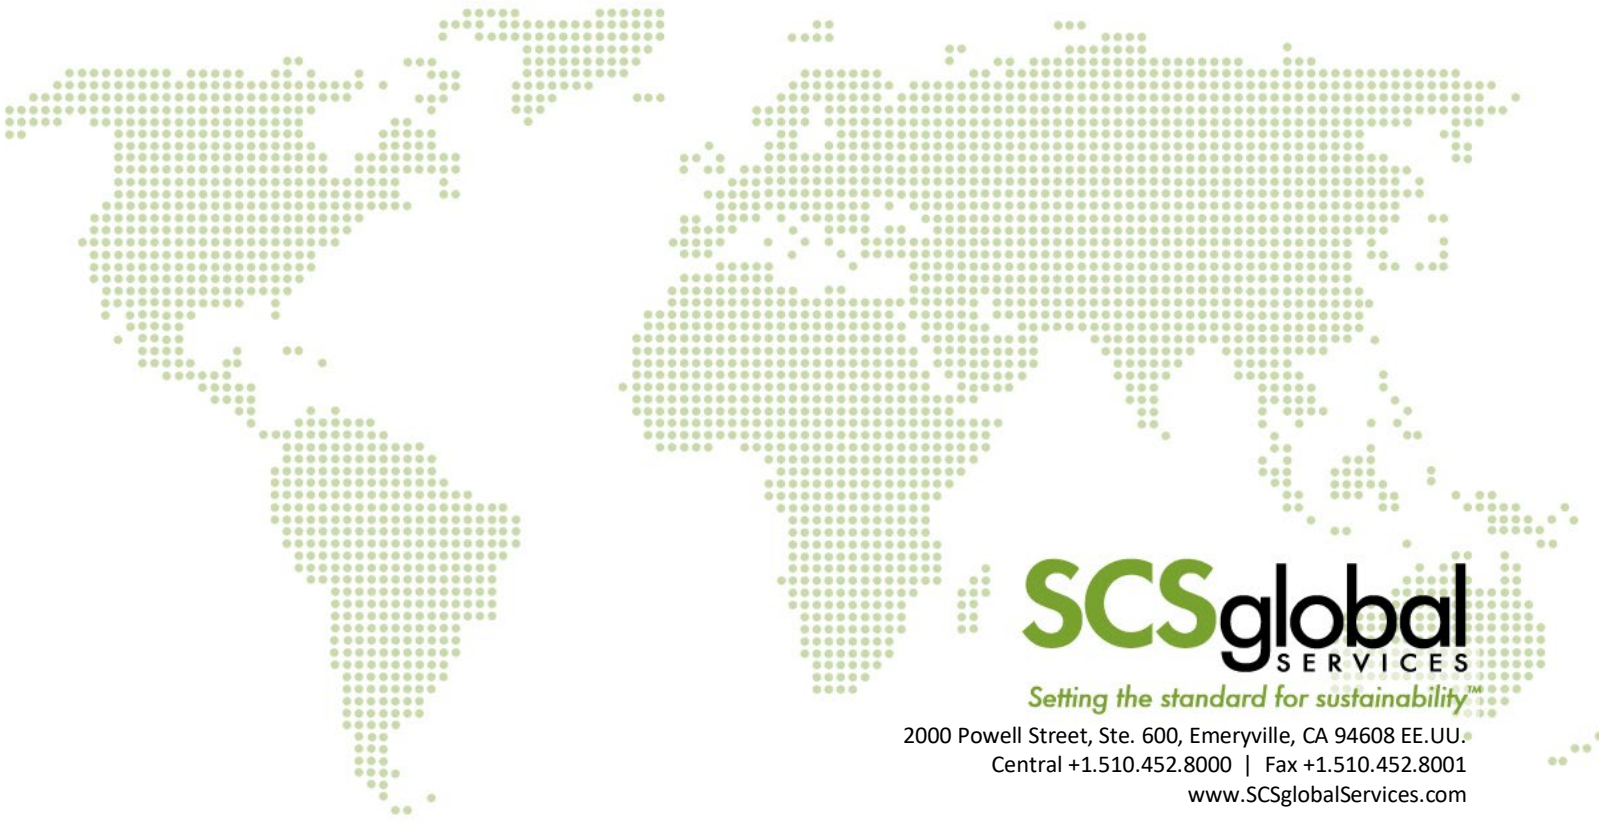 SCSglobal
SERVICES
Setting the standard for sustainability™
2000 Powell Street, Ste. 600, Emeryville, CA 94608 EE.UU.
Central +1.510.452.8000 | Fax +1.510.452.8001
www.SCSglobalServices.com